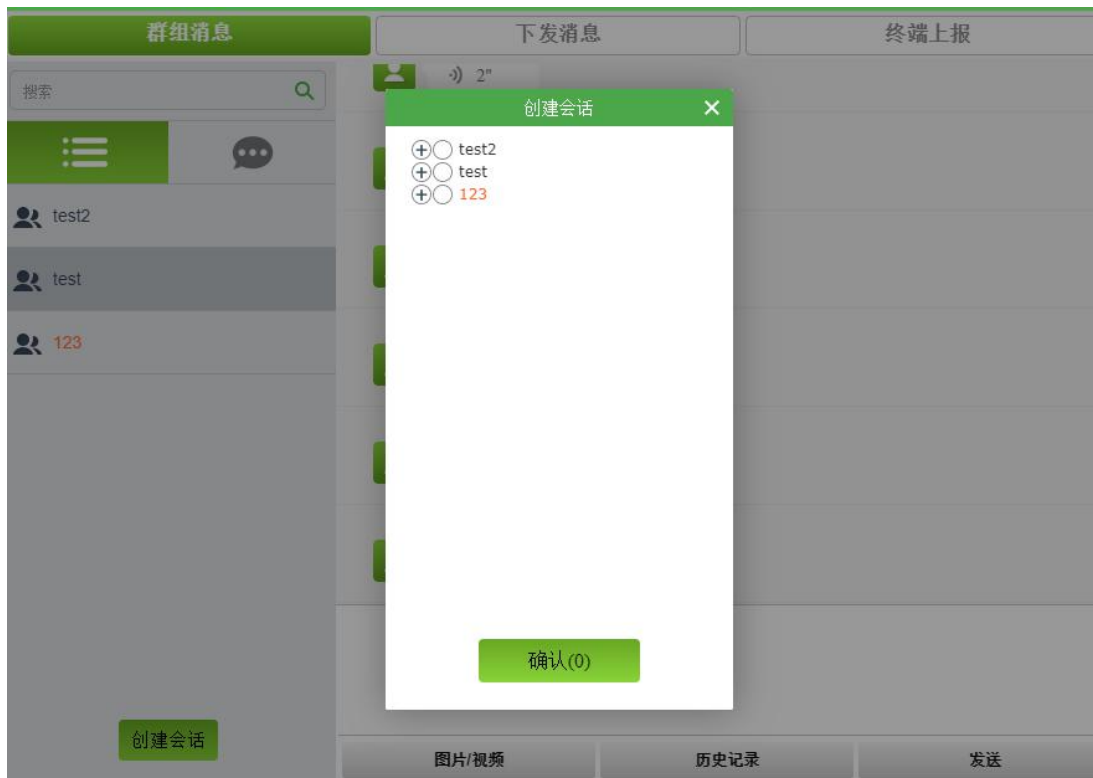 群组消息
下发消息
终端上报
搜索
2"
创建会话
test2
test
123
test2
test
123
确认(0)
创建会话
图片/视频
历史记录
发送